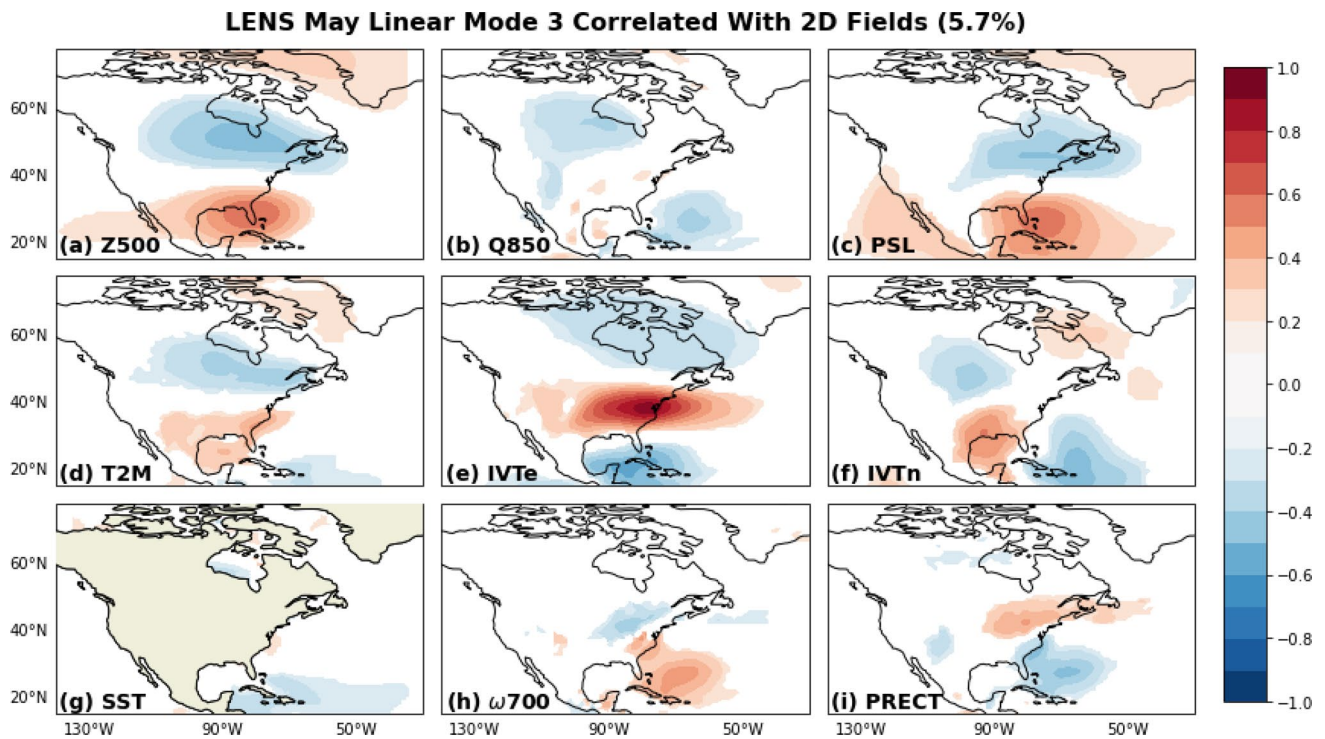 LENS May Linear Mode 3 Correlated With 2D Fields (5.7%)
60°N
40°N
20°N
(a) Z500
(b) Q850
(c) PSL
60°N
40°N
20°N
(d) T2M
(e) IVTe
(f) IVTn
60°N
40°N
20°N
(g) SST
(h) ω700
(i) PRECT
130°W
90°W
50°W
130°W
90°W
50°W
130°W
90°W
50°W
1.0
0.8
0.6
0.4
0.2
0.0
−0.2
−0.4
−0.6
−0.8
−1.0